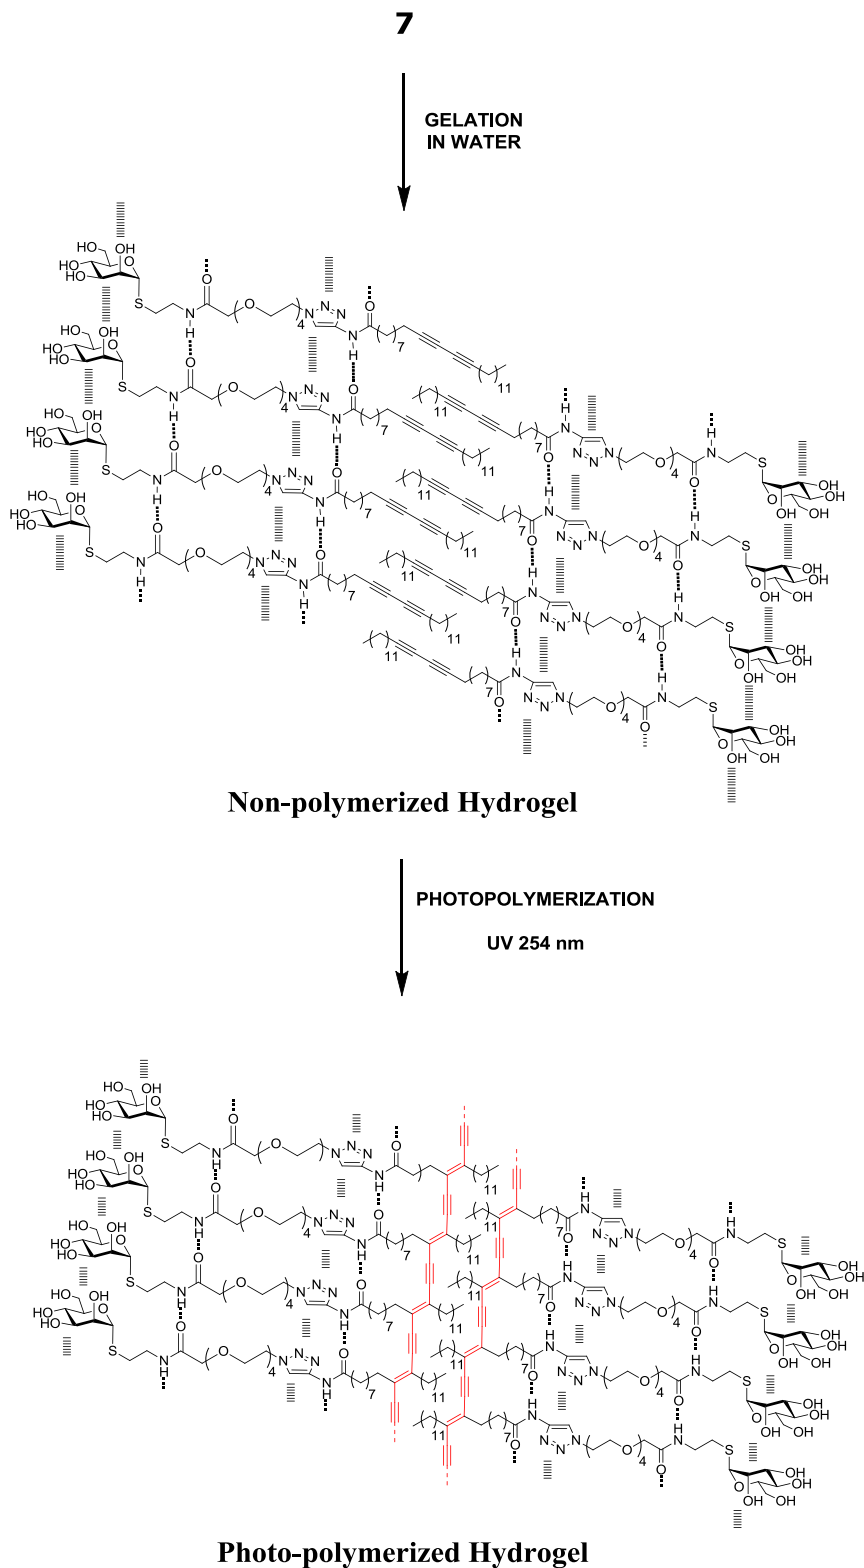 7
GELATION
IN WATER
Non-polymerized Hydrogel
PHOTOPOLYMERIZATION
UV 254 nm
Photo-polymerized Hydrogel